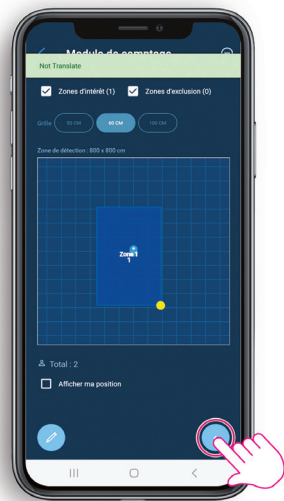 Module de comptage
Not Translate
Zones d'intérêt (1) Zones d'exclusion (0)
Grille 50 CM 80 CM 100 CM
Zone de détection : 800 x 800 cm
Zone 1
1
Total : 2
Afficher ma position